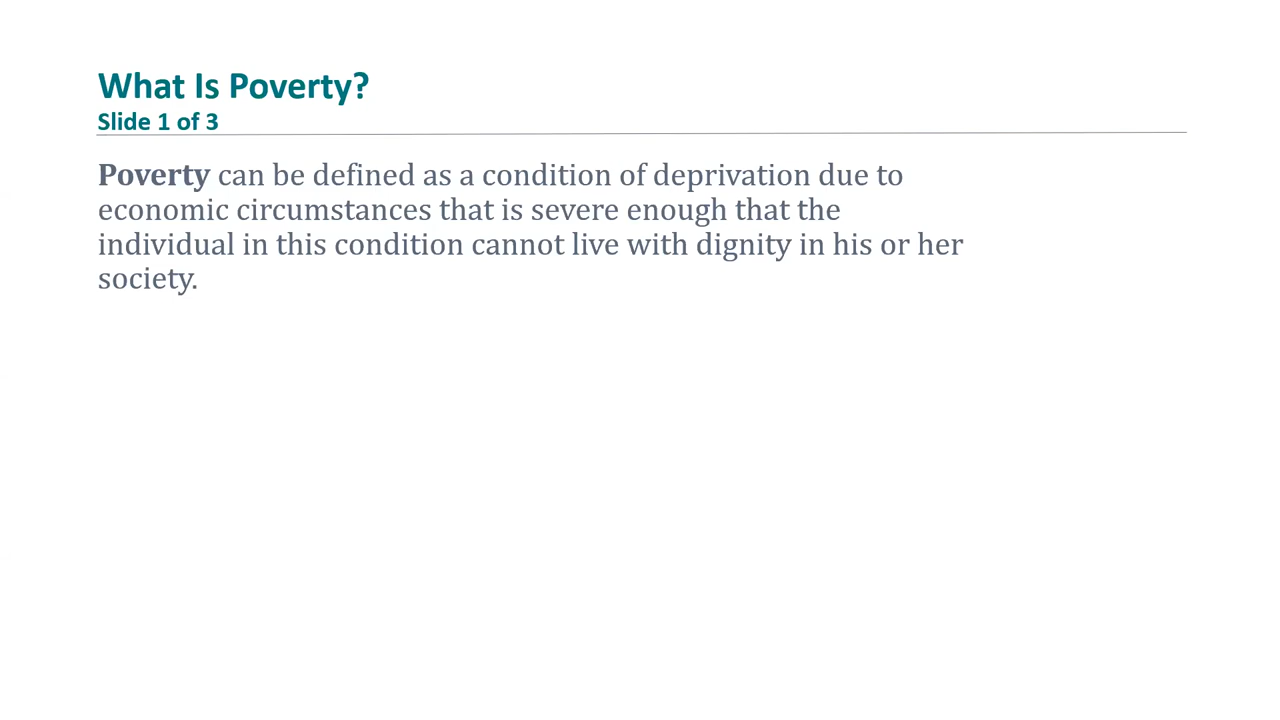 What Is Poverty?
Slide 1 of 3
Poverty can be defined as a condition of deprivation due to
economic circumstances that is severe enough that the
individual in this condition cannot live with dignity in his or her
society.